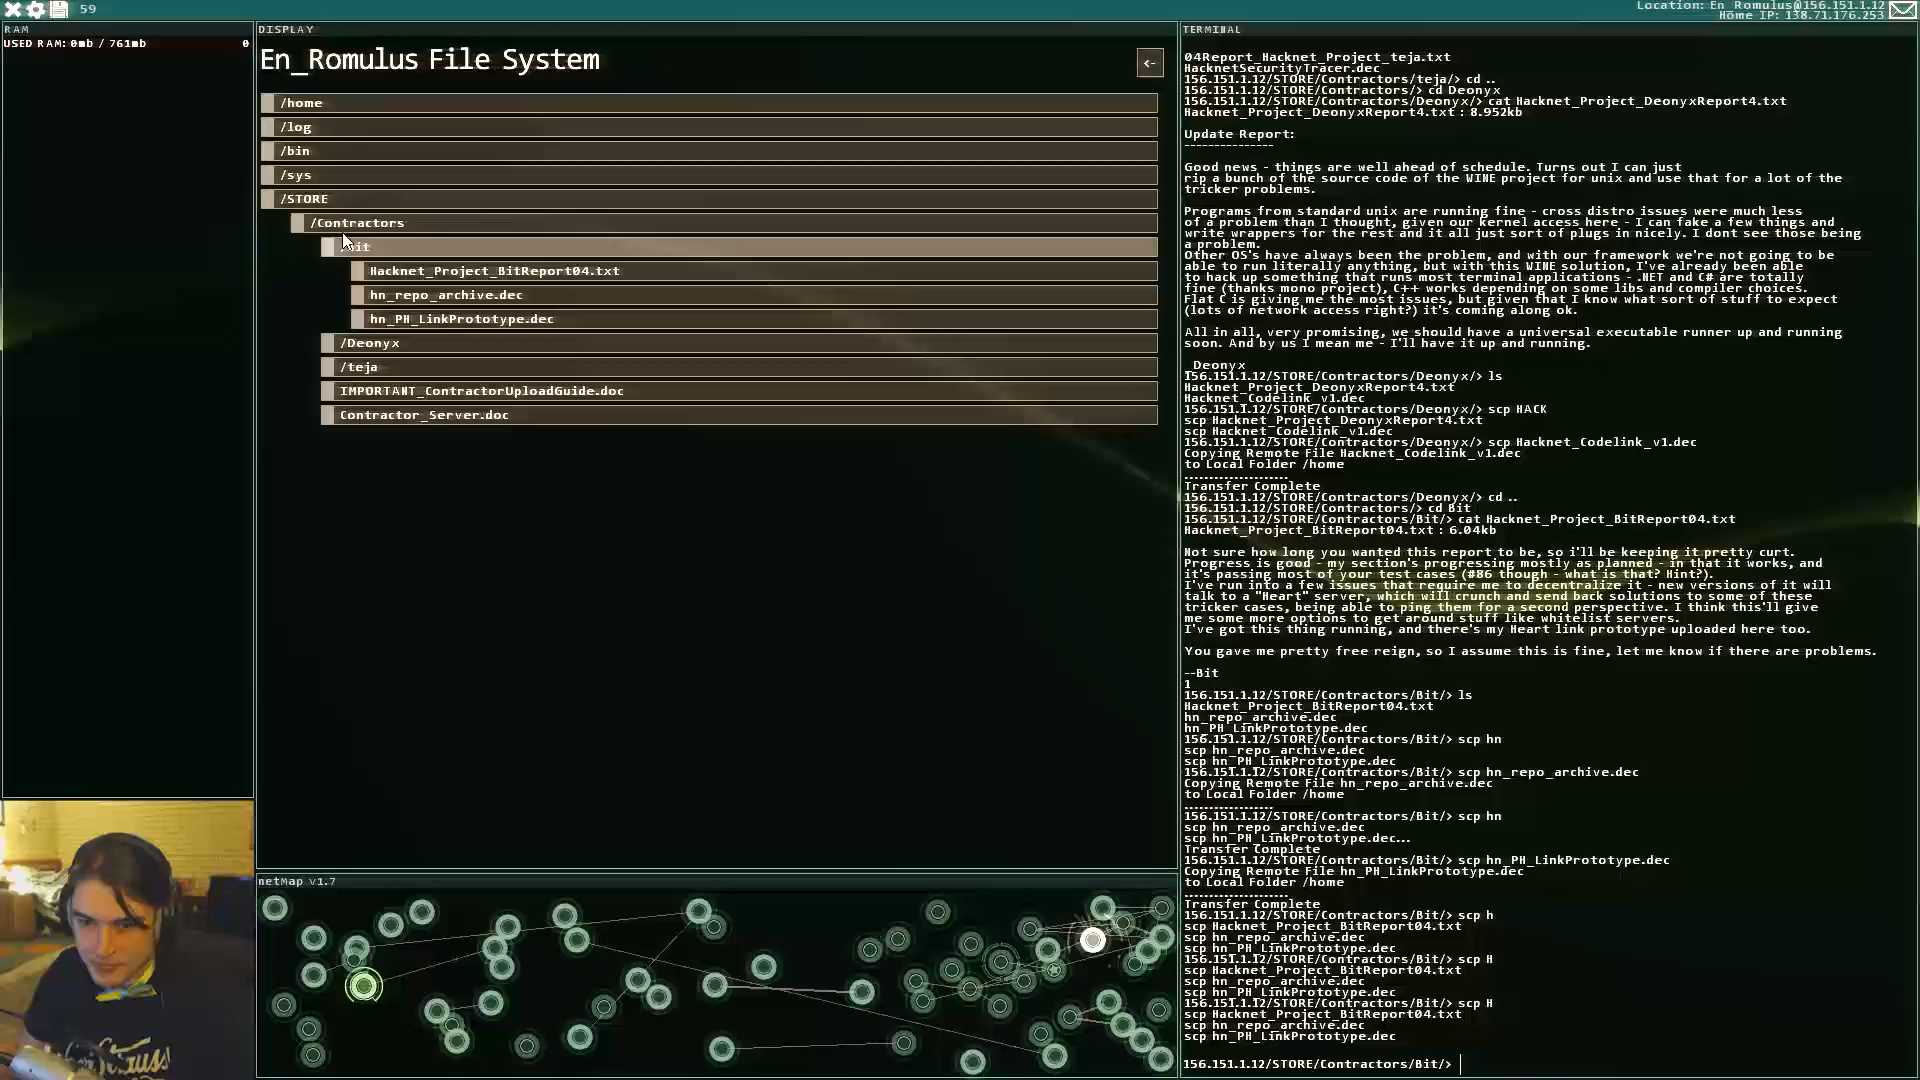 59
Location: En_Romulus@156.151.1.12
Home IP: 138.71.176.253
RAM
USED RAM: 0mb / 761mb
0
DISPLAY
En_Romulus File System
<-
/home
/log
/bin
/sys
/STORE
/Contractors
Hacknet_Project_BitReport04.txt
hn_repo_archive.dec
hn_PH_LinkPrototype.dec
/Deonyx
/teja
IMPORTANT_ContractorUploadGuide.doc
Contractor_Server.doc
netMap v1.7
TERMINAL
04Report_Hacknet_Project_teja.txt
HacknetSecurityTracer.dec
156.151.1.12/STORE/Contractors/teja/> cd ..
156.151.1.12/STORE/Contractors/> cd Deonyx
156.151.1.12/STORE/Contractors/Deonyx/> cat Hacknet_Project_DeonyxReport4.txt
Hacknet_Project_DeonyxReport4.txt : 8.952kb
Update Report:
---------------
Good news - things are well ahead of schedule. Turns out I can just
rip a bunch of the source code of the WINE project for unix and use that for a lot of the
tricker problems.
Programs from standard unix are running fine - cross distro issues were much less
of a problem than I thought, given our kernel access here - I can fake a few things and
write wrappers for the rest and it all just sort of plugs in nicely. I dont see those being
a problem.
Other OS's have always been the problem, and with our framework we're not going to be
able to run literally anything, but with this WINE solution, I've already been able
to hack up something that runs most terminal applications - .NET and C# are totally
fine (thanks mono project), C++ works depending on some libs and compiler choices.
Flat C is giving me the most issues, but given that I know what sort of stuff to expect
(lots of network access right?) it's coming along ok.
All in all, very promising, we should have a universal executable runner up and running
soon. And by us I mean me - I'll have it up and running.
_Deonyx
156.151.1.12/STORE/Contractors/Deonyx/> ls
Hacknet_Project_DeonyxReport4.txt
Hacknet_Codelink_v1.dec
156.151.1.12/STORE/Contractors/Deonyx/> scp HACK
scp Hacknet_Project_DeonyxReport4.txt
scp Hacknet_Codelink_v1.dec
156.151.1.12/STORE/Contractors/Deonyx/> scp Hacknet_Codelink_v1.dec
Copying Remote File Hacknet_Codelink_v1.dec
to Local Folder /home
.....................
Transfer Complete
156.151.1.12/STORE/Contractors/Deonyx/> cd ..
156.151.1.12/STORE/Contractors/> cd Bit
156.151.1.12/STORE/Contractors/Bit/> cat Hacknet_Project_BitReport04.txt
Hacknet_Project_BitReport04.txt : 6.04kb
Not sure how long you wanted this report to be, so i'll be keeping it pretty curt.
Progress is good - my section's progressing mostly as planned - in that it works, and
it's passing most of your test cases (#86 though - what is that? Hint?).
I've run into a few issues that require me to decentralize it - new versions of it will
talk to a "Heart" server, which will crunch and send back solutions to some of these
tricker cases, being able to ping them for a second perspective. I think this'll give
me some more options to get around stuff like whitelist servers.
I've got this thing running, and there's my Heart link prototype uploaded here too.
You gave me pretty free reign, so I assume this is fine, let me know if there are problems.
--Bit
1
156.151.1.12/STORE/Contractors/Bit/> ls
Hacknet_Project_BitReport04.txt
hn_repo_archive.dec
hn_PH_LinkPrototype.dec
156.151.1.12/STORE/Contractors/Bit/> scp hn
scp hn_repo_archive.dec
scp hn_PH_LinkPrototype.dec
156.151.1.12/STORE/Contractors/Bit/> scp hn_repo_archive.dec
Copying Remote File hn_repo_archive.dec
to Local Folder /home
..................
156.151.1.12/STORE/Contractors/Bit/> scp hn
scp hn_repo_archive.dec
scp hn_PH_LinkPrototype.dec...
Transfer Complete
156.151.1.12/STORE/Contractors/Bit/> scp hn_PH_LinkPrototype.dec
Copying Remote File hn_PH_LinkPrototype.dec
to Local Folder /home
.....................
Transfer Complete
156.151.1.12/STORE/Contractors/Bit/> scp h
scp Hacknet_Project_BitReport04.txt
scp hn_repo_archive.dec
scp hn_PH_LinkPrototype.dec
156.151.1.12/STORE/Contractors/Bit/> scp H
scp Hacknet_Project_BitReport04.txt
scp hn_repo_archive.dec
scp hn_PH_LinkPrototype.dec
156.151.1.12/STORE/Contractors/Bit/> scp H
scp Hacknet_Project_BitReport04.txt
scp hn_repo_archive.dec
scp hn_PH_LinkPrototype.dec
156.151.1.12/STORE/Contractors/Bit/>